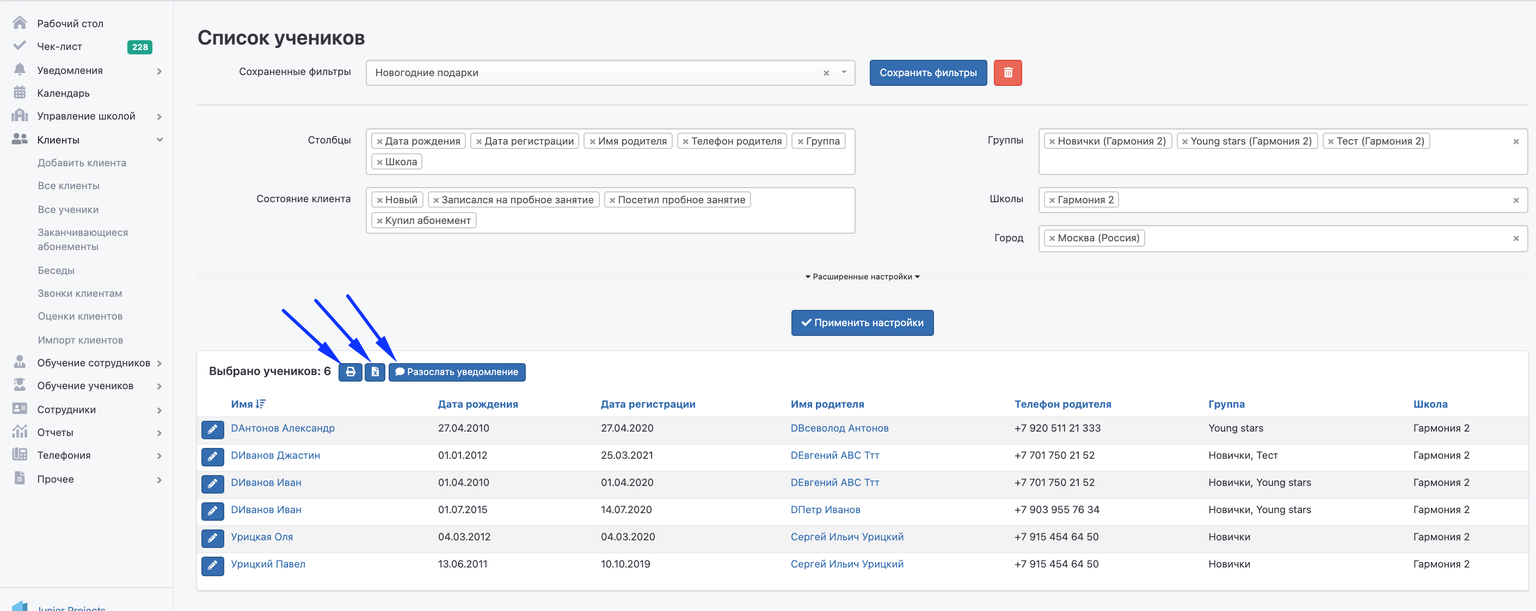 Рабочий стол
Чек-лист 228
Уведомления
Календарь
Управление школой
Клиенты
Добавить клиента
Все клиенты
Все ученики
Заканчивающиеся
абонементы
Беседы
Звонки клиентам
Оценки клиентов
Импорт клиентов
Обучение сотрудников
Обучение учеников
Сотрудники
Отчеты
Телефония
Прочее
Junior Projects
Список учеников
Сохраненные фильтры Новогодние подарки × Сохранить фильтры
Столбцы × Дата рождения × Дата регистрации × Имя родителя × Телефон родителя × Группа
× Школа
Состояние клиента × Новый × Записался на пробное занятие × Посетил пробное занятие
× Купил абонемент
Группы × Новички (Гармония 2) × Young stars (Гармония 2) × Тест (Гармония 2) ×
Школы × Гармония 2 ×
Город × Москва (Россия) ×
Расширенные настройки
Применить настройки
Выбрано учеников: 6 Разослать уведомление
Имя Дата рождения Дата регистрации Имя родителя Телефон родителя Группа Школа
DАнтонов Александр 27.04.2010 27.04.2020 DВсеволод Антонов +7 920 511 21 333 Young stars Гармония 2
DИванов Джастин 01.01.2012 25.03.2021 DЕвгений АВС Ттт +7 701 750 21 52 Новички, Тест Гармония 2
DИванов Иван 01.04.2010 01.04.2020 DЕвгений АВС Ттт +7 701 750 21 52 Новички, Young stars Гармония 2
DИванов Иван 01.07.2015 14.07.2020 DПетр Иванов +7 903 955 76 34 Новички, Young stars Гармония 2
Урицкая Оля 04.03.2012 04.03.2020 Сергей Ильич Урицкий +7 915 454 64 50 Новички Гармония 2
Урицкий Павел 13.06.2011 10.10.2019 Сергей Ильич Урицкий +7 915 454 64 50 Новички Гармония 2